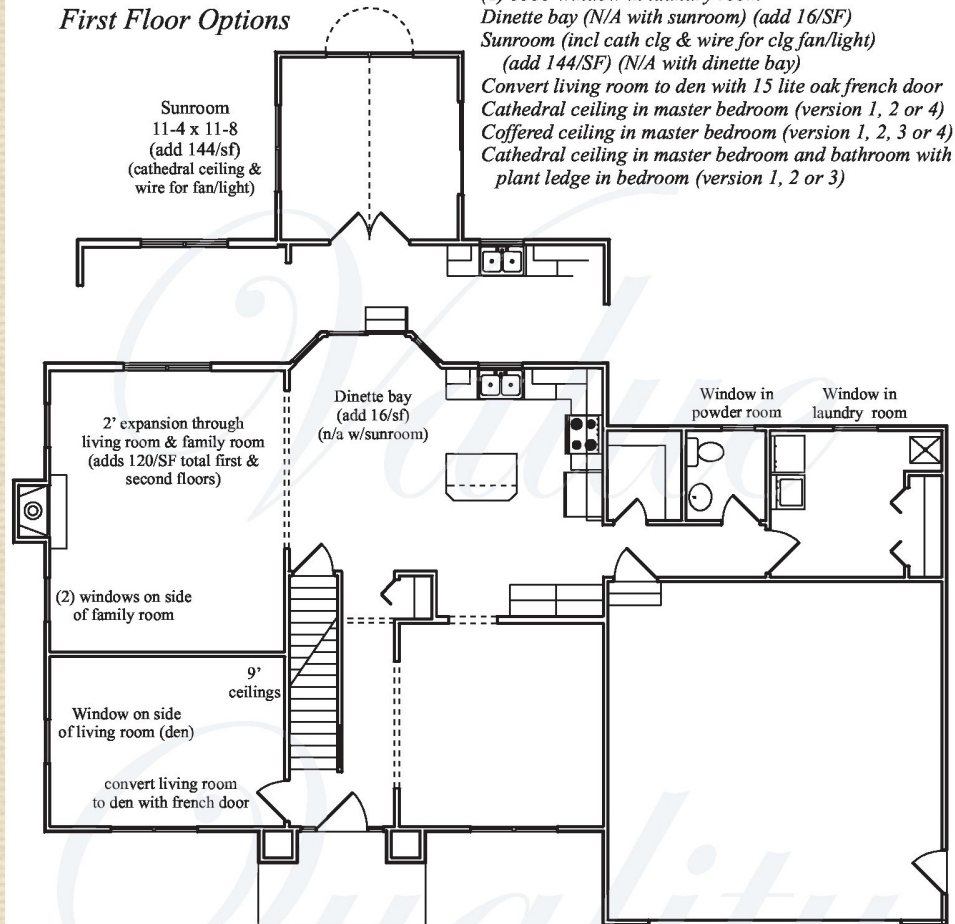 First Floor Options
Dinette bay (N/A with sunroom) (add 16/SF)
Sunroom (incl cath clg & wire for clg fan/light)
(add 144/SF) (N/A with dinette bay)
Convert living room to den with 15 lite oak french door
Cathedral ceiling in master bedroom (version 1, 2 or 4)
Coffered ceiling in master bedroom (version 1, 2, 3 or 4)
Cathedral ceiling in master bedroom and bathroom with
plant ledge in bedroom (version 1, 2 or 3)
Sunroom
11-4 x 11-8
(add 144/sf)
(cathedral ceiling &
wire for fan/light)
2' expansion through
living room & family room
(adds 120/SF total first &
second floors)
Dinette bay
(add 16/sf)
(n/a w/sunroom)
Window in
powder room
Window in
laundry room
(2) windows on side
of family room
9'
ceilings
Window on side
of living room (den)
convert living room
to den with french door
Value
Quality